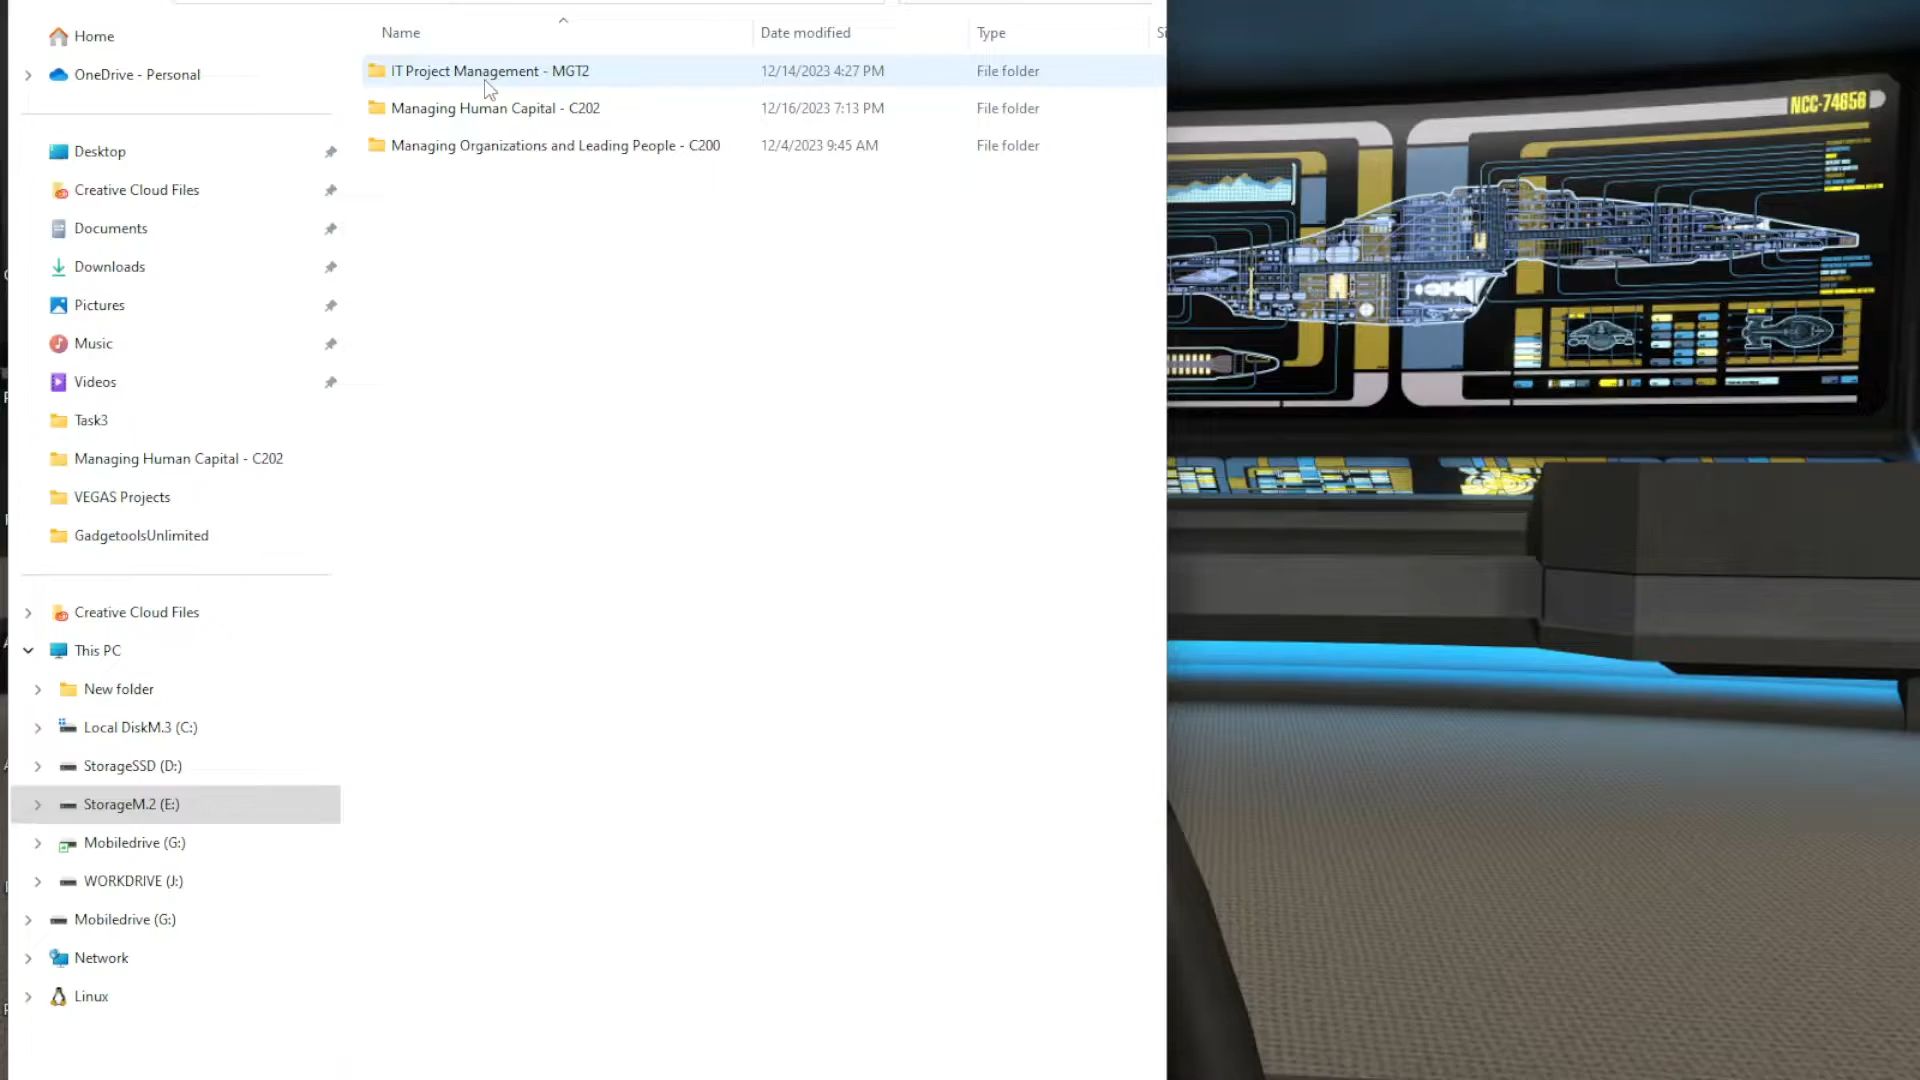 Name
Date modified
Type
Home
OneDrive - Personal
IT Project Management - MGT2
12/14/2023 4:27 PM
File folder
Managing Human Capital - C202
12/16/2023 7:13 PM
File folder
Managing Organizations and Leading People - C200
12/4/2023 9:45 AM
File folder
Desktop
Creative Cloud Files
Documents
Downloads
Pictures
Music
Videos
Task3
Managing Human Capital - C202
VEGAS Projects
GadgetoolsUnlimited
Creative Cloud Files
This PC
New folder
Local DiskM.3 (C:)
StorageSSD (D:)
StorageM.2 (E:)
Mobiledrive (G:)
WORKDRIVE (J:)
Mobiledrive (G:)
Network
Linux
NCC-74656